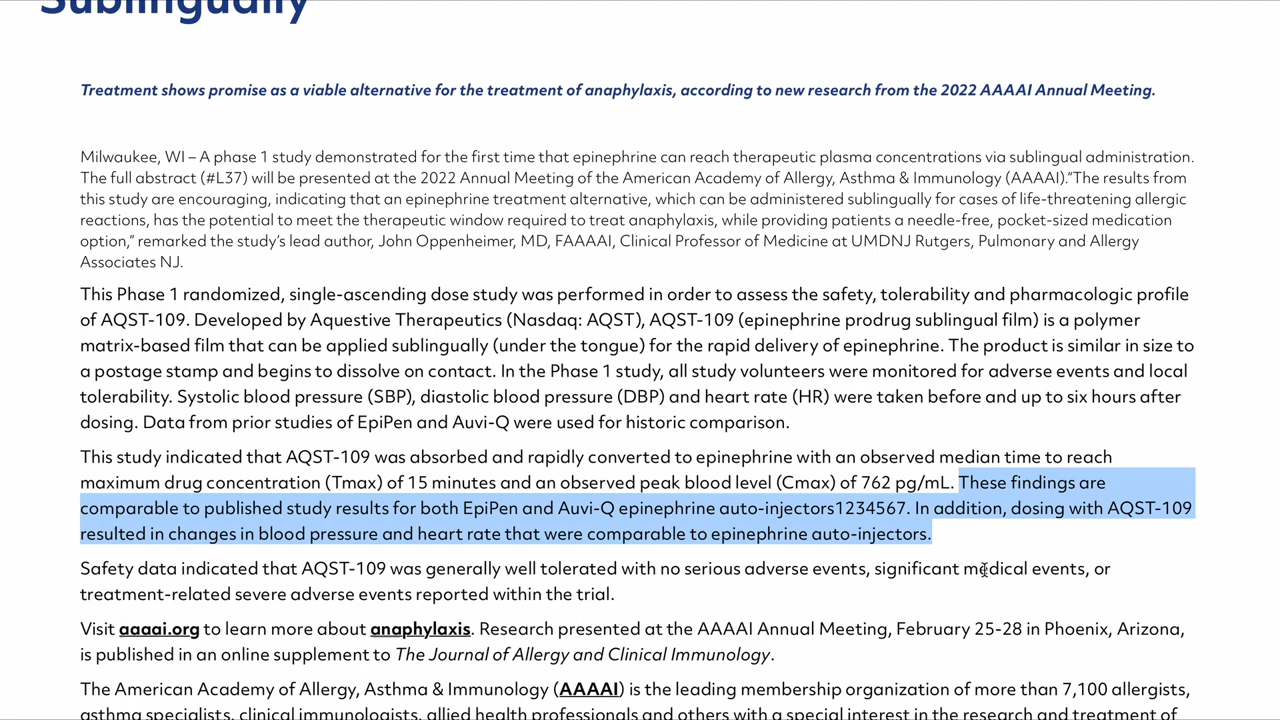 Sublingually
Treatment shows promise as a viable alternative for the treatment of anaphylaxis, according to new research from the 2022 AAAAI Annual Meeting.
Milwaukee, WI – A phase 1 study demonstrated for the first time that epinephrine can reach therapeutic plasma concentrations via sublingual administration.
The full abstract (#L37) will be presented at the 2022 Annual Meeting of the American Academy of Allergy, Asthma & Immunology (AAAAI)."The results from
this study are encouraging, indicating that an epinephrine treatment alternative, which can be administered sublingually for cases of life-threatening allergic
reactions, has the potential to meet the therapeutic window required to treat anaphylaxis, while providing patients a needle-free, pocket-sized medication
option," remarked the study's lead author, John Oppenheimer, MD, FAAAAI, Clinical Professor of Medicine at UMDNJ Rutgers, Pulmonary and Allergy
Associates NJ.
This Phase 1 randomized, single-ascending dose study was performed in order to assess the safety, tolerability and pharmacologic profile
of AQST-109. Developed by Aquestive Therapeutics (Nasdaq: AQST), AQST-109 (epinephrine prodrug sublingual film) is a polymer
matrix-based film that can be applied sublingually (under the tongue) for the rapid delivery of epinephrine. The product is similar in size to
a postage stamp and begins to dissolve on contact. In the Phase 1 study, all study volunteers were monitored for adverse events and local
tolerability. Systolic blood pressure (SBP), diastolic blood pressure (DBP) and heart rate (HR) were taken before and up to six hours after
dosing. Data from prior studies of EpiPen and Auvi-Q were used for historic comparison.
This study indicated that AQST-109 was absorbed and rapidly converted to epinephrine with an observed median time to reach
maximum drug concentration (Tmax) of 15 minutes and an observed peak blood level (Cmax) of 762 pg/mL. These findings are
comparable to published study results for both EpiPen and Auvi-Q epinephrine auto-injectors1234567. In addition, dosing with AQST-109
resulted in changes in blood pressure and heart rate that were comparable to epinephrine auto-injectors.
Safety data indicated that AQST-109 was generally well tolerated with no serious adverse events, significant medical events, or
treatment-related severe adverse events reported within the trial.
Visit aaaai.org to learn more about anaphylaxis. Research presented at the AAAAI Annual Meeting, February 25-28 in Phoenix, Arizona,
is published in an online supplement to The Journal of Allergy and Clinical Immunology.
The American Academy of Allergy, Asthma & Immunology (AAAAI) is the leading membership organization of more than 7,100 allergists,
asthma specialists, clinical immunologists, allied health professionals and others with a special interest in the research and treatment of